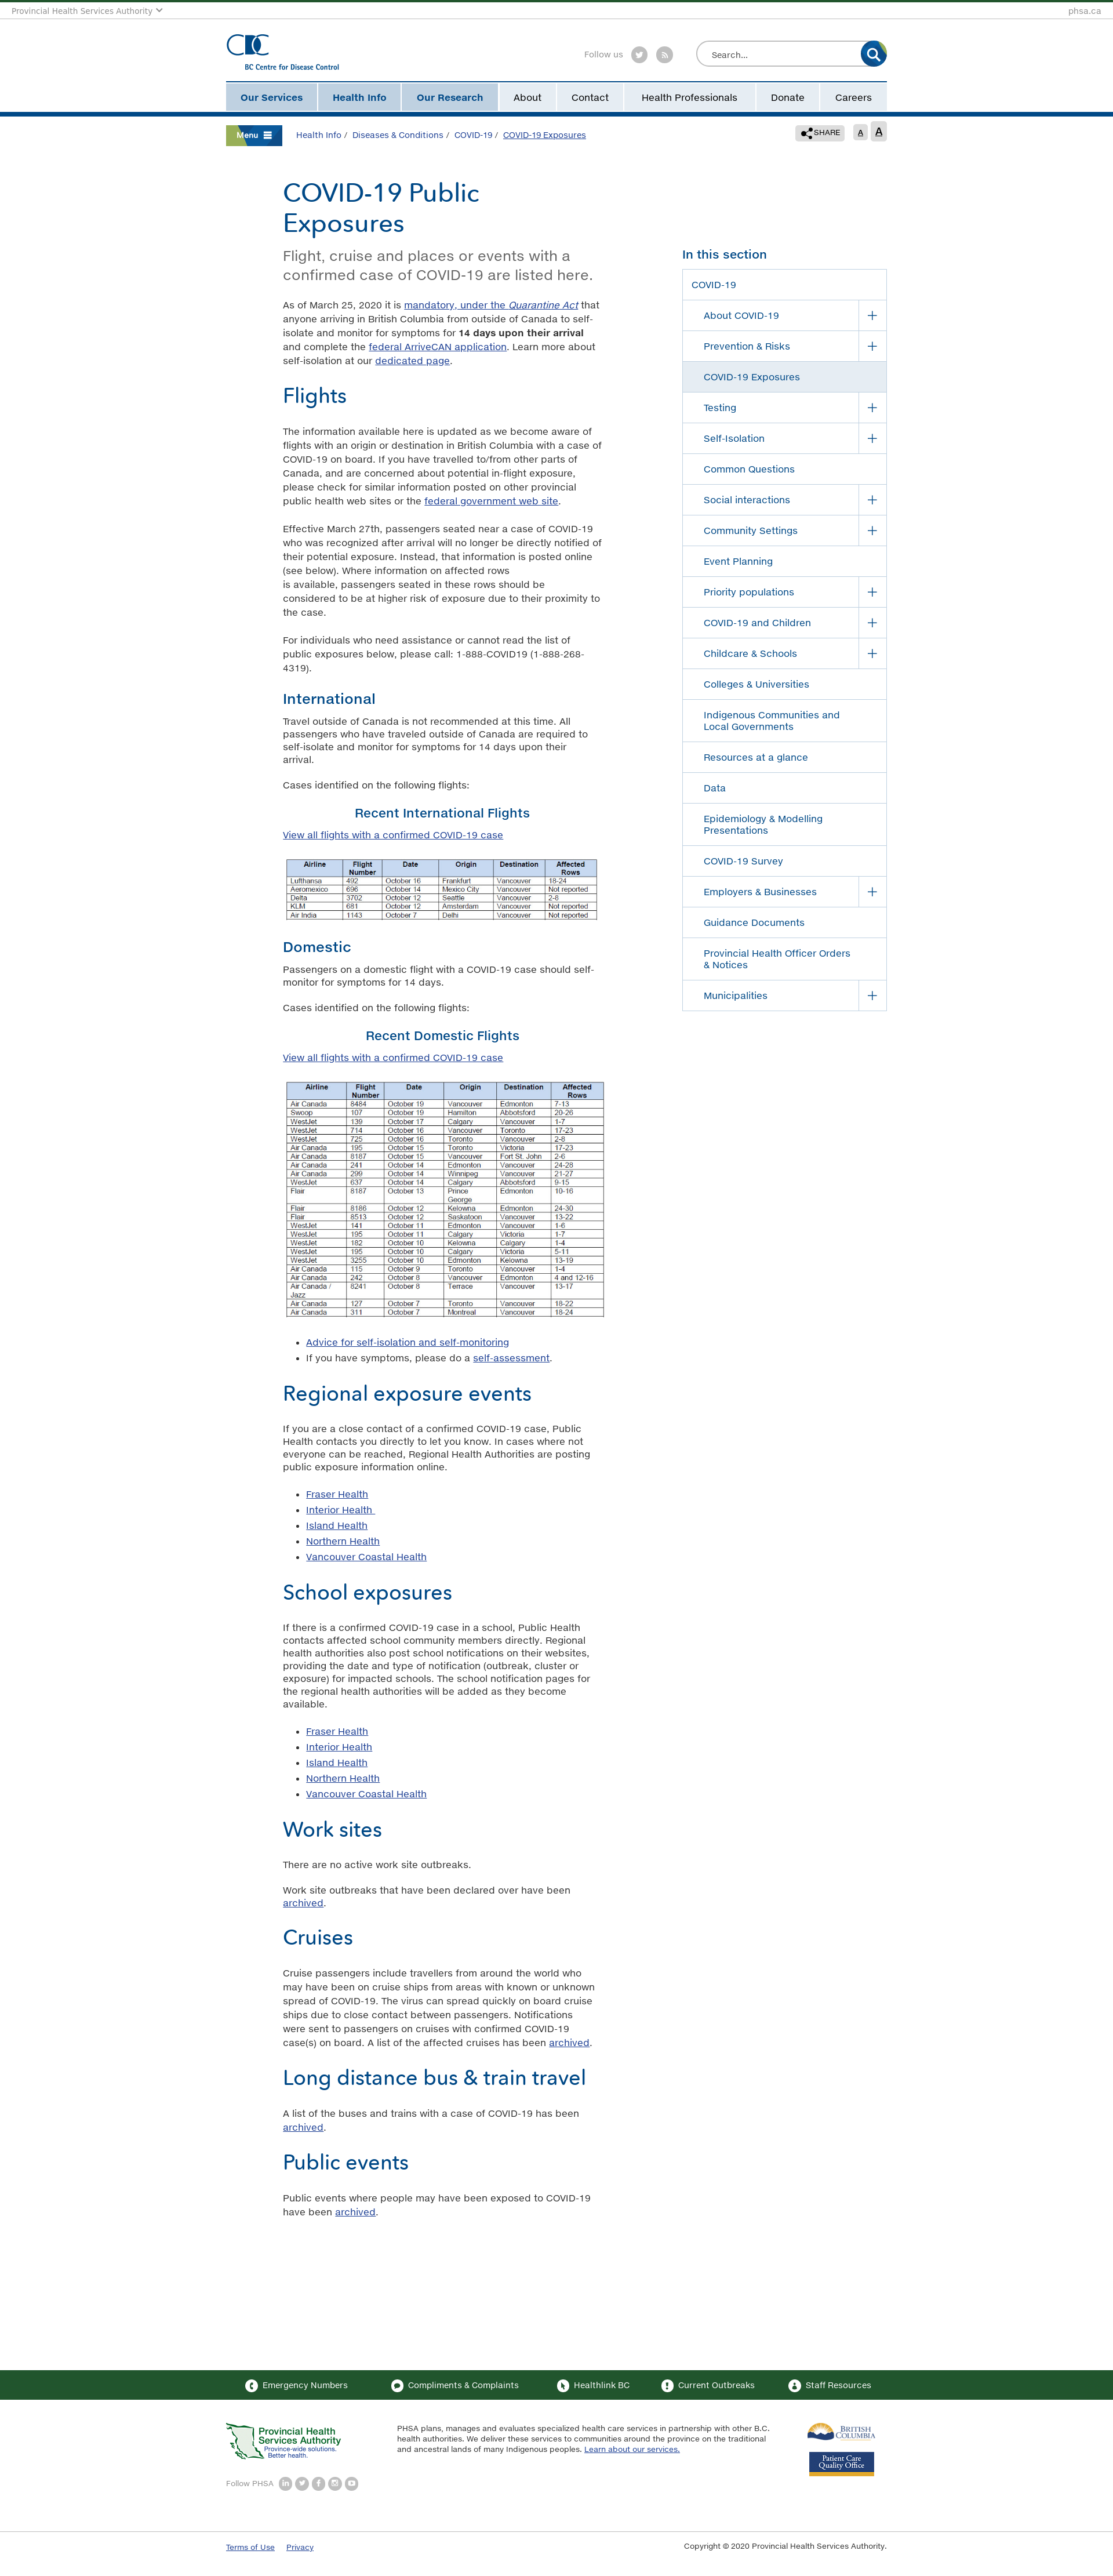 Provincial Health Services Authority
phsa.ca
BC Centre for Disease Control
Follow us
Search...
Our Services
Health Info
Our Research
About
Contact
Health Professionals
Donate
Careers
Menu
Health Info / Diseases & Conditions / COVID-19 / COVID-19 Exposures
SHARE
A
A
COVID-19 Public
Exposures
Flight, cruise and places or events with a
confirmed case of COVID-19 are listed here.
As of March 25, 2020 it is mandatory, under the Quarantine Act that
anyone arriving in British Columbia from outside of Canada to self-
isolate and monitor for symptoms for 14 days upon their arrival
and complete the federal ArriveCAN application. Learn more about
self-isolation at our dedicated page.
Flights
The information available here is updated as we become aware of
flights with an origin or destination in British Columbia with a case of
COVID-19 on board. If you have travelled to/from other parts of
Canada, and are concerned about potential in-flight exposure,
please check for similar information posted on other provincial
public health web sites or the federal government web site.
Effective March 27th, passengers seated near a case of COVID-19
who was recognized after arrival will no longer be directly notified of
their potential exposure. Instead, that information is posted online
(see below). Where information on affected rows
is available, passengers seated in these rows should be
considered to be at higher risk of exposure due to their proximity to
the case.
For individuals who need assistance or cannot read the list of
public exposures below, please call: 1-888-COVID19 (1-888-268-
4319).
International
Travel outside of Canada is not recommended at this time. All
passengers who have traveled outside of Canada are required to
self-isolate and monitor for symptoms for 14 days upon their
arrival.
Cases identified on the following flights:
Recent International Flights
View all flights with a confirmed COVID-19 case
Airline Flight Number Date Origin Destination Affected Rows
Lufthansa 492 October 16 Frankfurt Vancouver 18-24
Aeromexico 696 October 14 Mexico City Vancouver Not reported
Delta 3702 October 12 Seattle Vancouver 2-8
KLM 681 October 12 Amsterdam Vancouver Not reported
Air India 1143 October 7 Delhi Vancouver Not reported
Domestic
Passengers on a domestic flight with a COVID-19 case should self-
monitor for symptoms for 14 days.
Cases identified on the following flights:
Recent Domestic Flights
View all flights with a confirmed COVID-19 case
Airline Flight Number Date Origin Destination Affected Rows
Air Canada 8484 October 19 Vancouver Edmonton 7-13
Swoop 107 October 19 Hamilton Abbotsford 20-26
WestJet 139 October 17 Calgary Vancouver 1-7
WestJet 714 October 16 Vancouver Toronto 17-23
WestJet 725 October 16 Toronto Vancouver 2-8
Air Canada 195 October 15 Toronto Victoria 17-23
Air Canada 8187 October 15 Vancouver Fort St. John 2-6
Air Canada 241 October 14 Edmonton Vancouver 24-28
Air Canada 299 October 14 Winnipeg Vancouver 21-27
WestJet 637 October 14 Calgary Abbotsford 9-15
Flair 8187 October 13 Prince George Edmonton 10-16
Flair 8186 October 12 Kelowna Edmonton 24-30
Flair 8513 October 12 Saskatoon Vancouver 13-22
WestJet 141 October 11 Edmonton Vancouver 1-6
WestJet 195 October 11 Calgary Victoria 1-7
WestJet 182 October 10 Kelowna Calgary 1-4
WestJet 195 October 10 Calgary Victoria 5-11
WestJet 3255 October 10 Edmonton Kelowna 13-19
Air Canada 115 October 9 Toronto Vancouver 1-4
Air Canada 242 October 8 Vancouver Edmonton 4 and 12-16
Air Canada / Jazz 8241 October 8 Terrace Vancouver 13-17
Air Canada 127 October 7 Toronto Vancouver 18-22
Air Canada 311 October 7 Montreal Vancouver 18-24
• Advice for self-isolation and self-monitoring
• If you have symptoms, please do a self-assessment.
Regional exposure events
If you are a close contact of a confirmed COVID-19 case, Public
Health contacts you directly to let you know. In cases where not
everyone can be reached, Regional Health Authorities are posting
public exposure information online.
• Fraser Health
• Interior Health
• Island Health
• Northern Health
• Vancouver Coastal Health
School exposures
If there is a confirmed COVID-19 case in a school, Public Health
contacts affected school community members directly. Regional
health authorities also post school notifications on their websites,
providing the date and type of notification (outbreak, cluster or
exposure) for impacted schools. The school notification pages for
the regional health authorities will be added as they become
available.
• Fraser Health
• Interior Health
• Island Health
• Northern Health
• Vancouver Coastal Health
Work sites
There are no active work site outbreaks.
Work site outbreaks that have been declared over have been
archived.
Cruises
Cruise passengers include travellers from around the world who
may have been on cruise ships from areas with known or unknown
spread of COVID-19. The virus can spread quickly on board cruise
ships due to close contact between passengers. Notifications
were sent to passengers on cruises with confirmed COVID-19
case(s) on board. A list of the affected cruises has been archived.
Long distance bus & train travel
A list of the buses and trains with a case of COVID-19 has been
archived.
Public events
Public events where people may have been exposed to COVID-19
have been archived.
In this section
COVID-19
About COVID-19
Prevention & Risks
COVID-19 Exposures
Testing
Self-Isolation
Common Questions
Social interactions
Community Settings
Event Planning
Priority populations
COVID-19 and Children
Childcare & Schools
Colleges & Universities
Indigenous Communities and
Local Governments
Resources at a glance
Data
Epidemiology & Modelling
Presentations
COVID-19 Survey
Employers & Businesses
Guidance Documents
Provincial Health Officer Orders
& Notices
Municipalities
Emergency Numbers
Compliments & Complaints
Healthlink BC
Current Outbreaks
Staff Resources
Provincial Health
Services Authority
Province-wide solutions.
Better health.
Follow PHSA
PHSA plans, manages and evaluates specialized health care services in partnership with other B.C.
health authorities. We deliver these services to communities around the province on the traditional
and ancestral lands of many Indigenous peoples. Learn about our services.
BRITISH
COLUMBIA
Patient Care
Quality Office
Terms of Use
Privacy
Copyright © 2020 Provincial Health Services Authority.